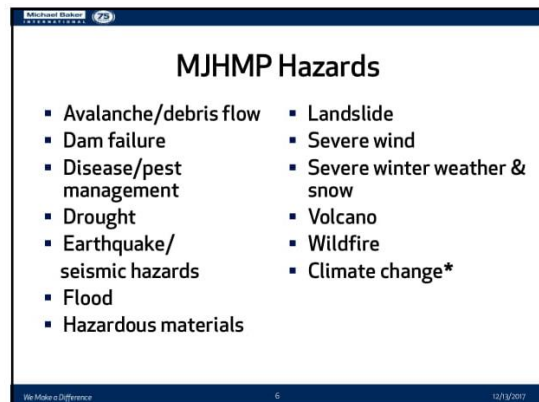 Michael Baker 75
INTERNATIONAL
MJHMP Hazards
▪ Avalanche/debris flow
▪ Dam failure
▪ Disease/pest
management
▪ Drought
▪ Earthquake/
seismic hazards
▪ Flood
▪ Hazardous materials
▪ Landslide
▪ Severe wind
▪ Severe winter weather &
snow
▪ Volcano
▪ Wildfire
▪ Climate change*
We Make a Difference
6
12/13/2017